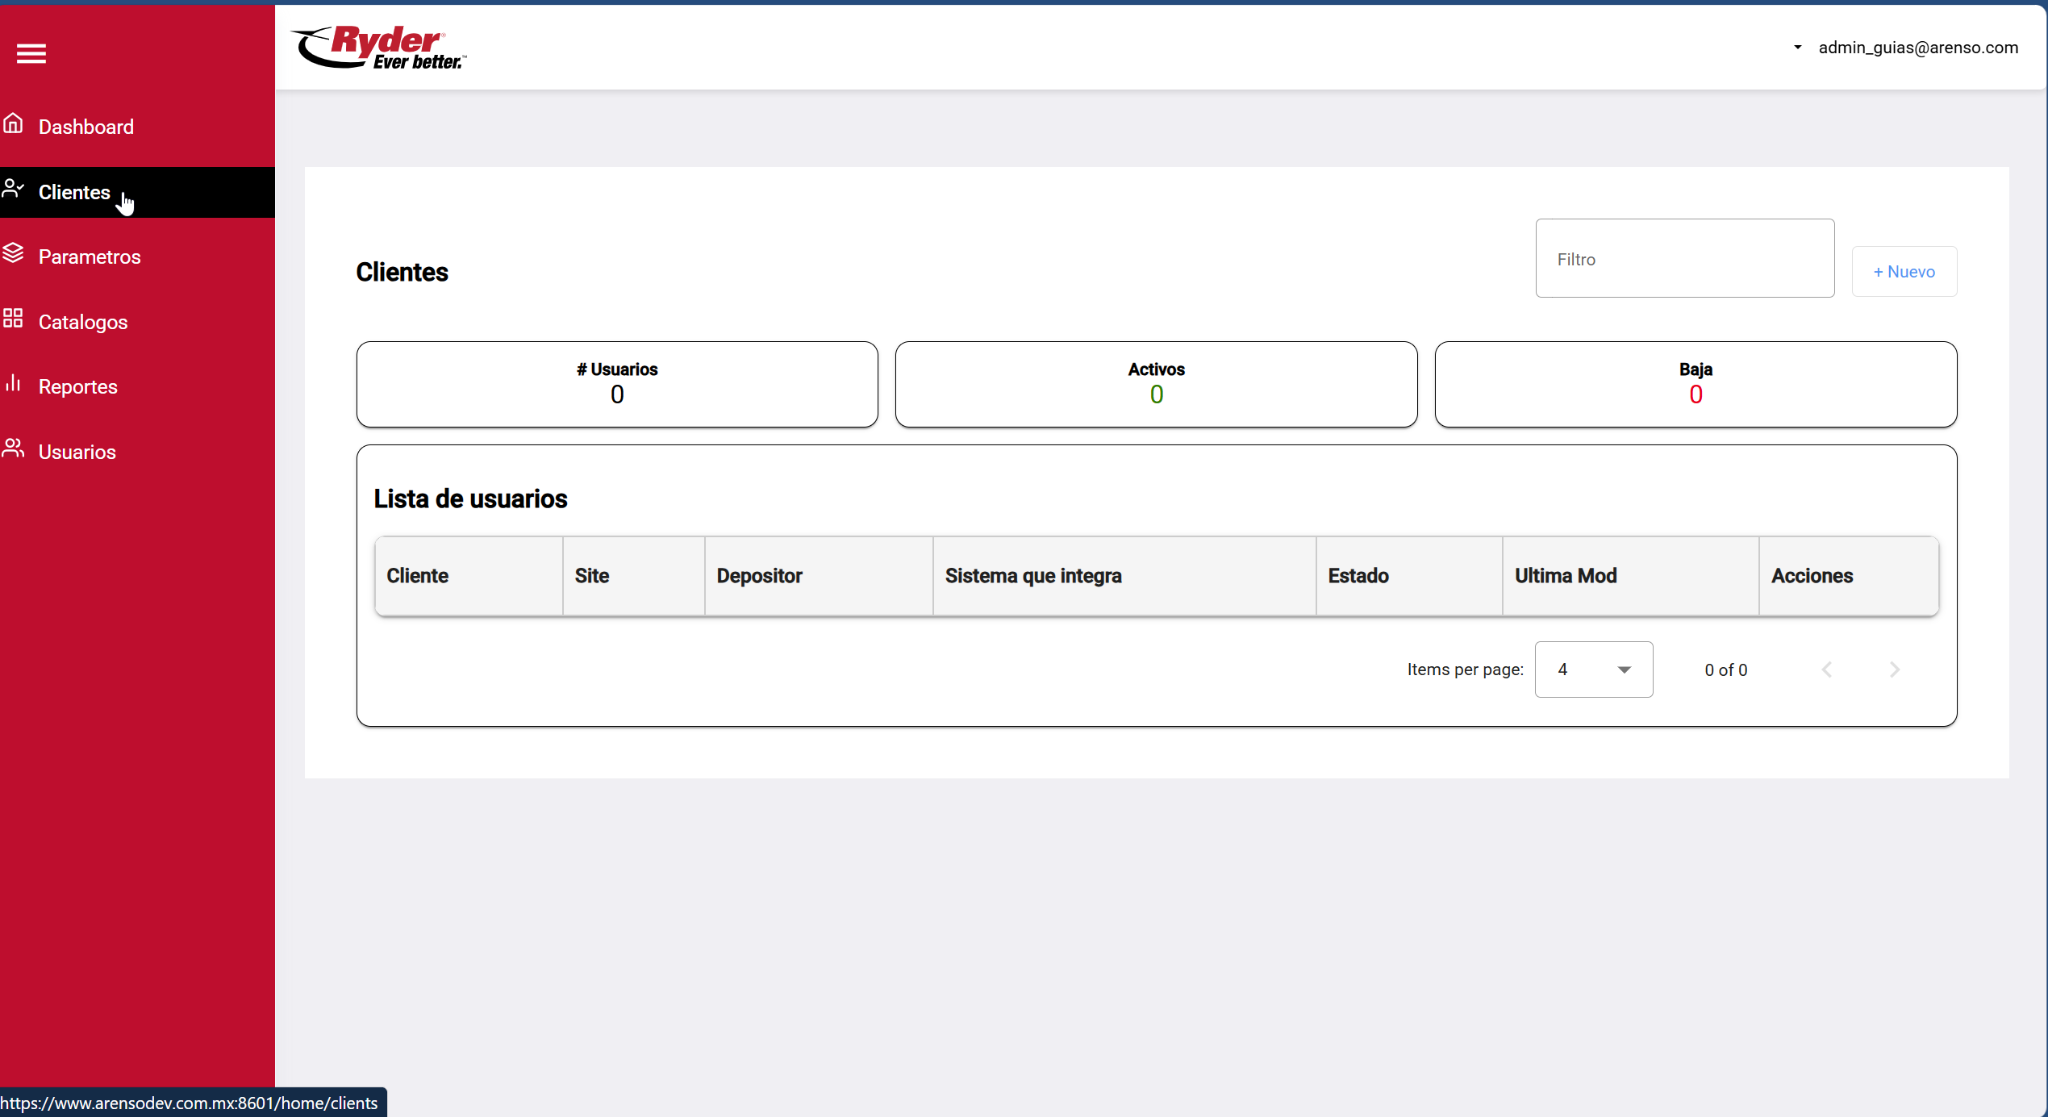 Ryder
Ever better.™
admin_guias@arenso.com
Dashboard
Clientes
Parametros
Catalogos
Reportes
Usuarios
Clientes
Filtro
+ Nuevo
# Usuarios
0
Activos
0
Baja
0
Lista de usuarios
Cliente Site Depositor Sistema que integra Estado Ultima Mod Acciones
Items per page: 4 0 of 0
https://www.arensodev.com.mx:8601/home/clients